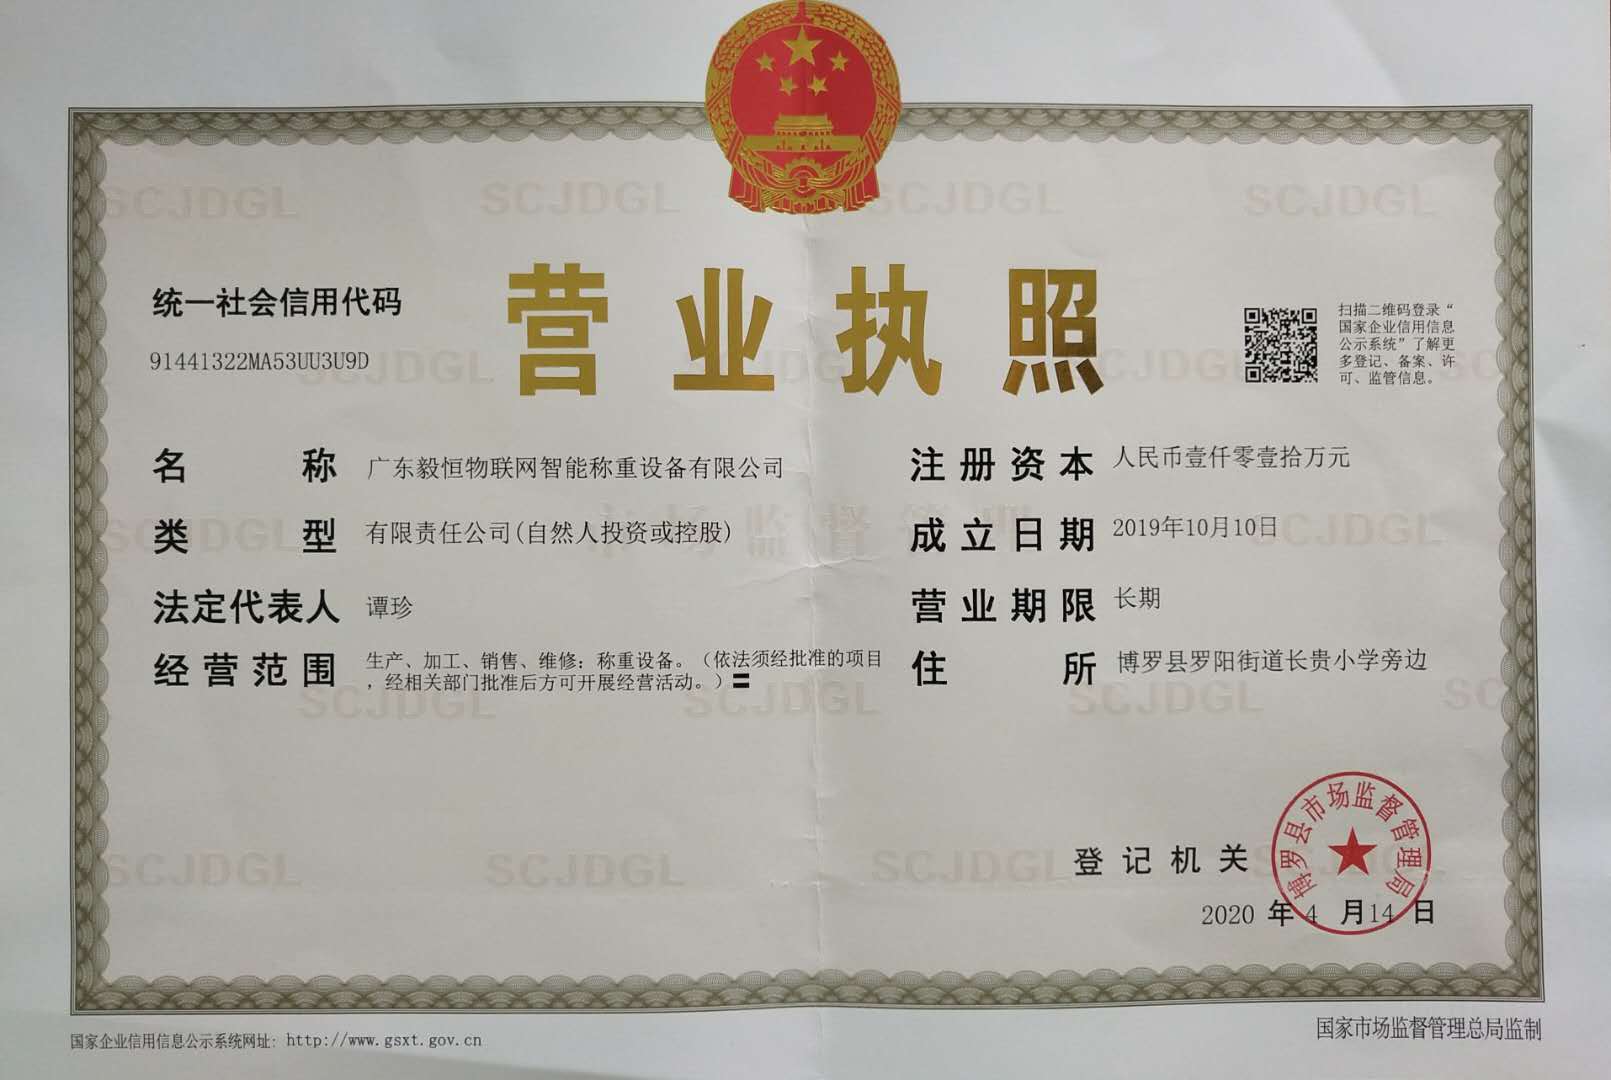 营业执照
统一社会信用代码
91441322MA53UU3U9D
扫描二维码登录“
国家企业信用信息
公示系统”了解更
多登记、备案、许
可、监管信息。
名称 广东毅恒物联网智能称重设备有限公司
类型 有限责任公司(自然人投资或控股)
法定代表人 谭珍
经营范围 生产、加工、销售、维修：称重设备。（依法须经批准的项目
，经相关部门批准后方可开展经营活动。）〓
注册资本 人民币壹仟零壹拾万元
成立日期 2019年10月10日
营业期限 长期
住所 博罗县罗阳街道长贵小学旁边
登记机关
博罗县市场监督管理局
2020 年 4 月 14 日
国家企业信用信息公示系统网址: http://www.gsxt.gov.cn
国家市场监督管理总局监制
SCJDGL
市场监督管理